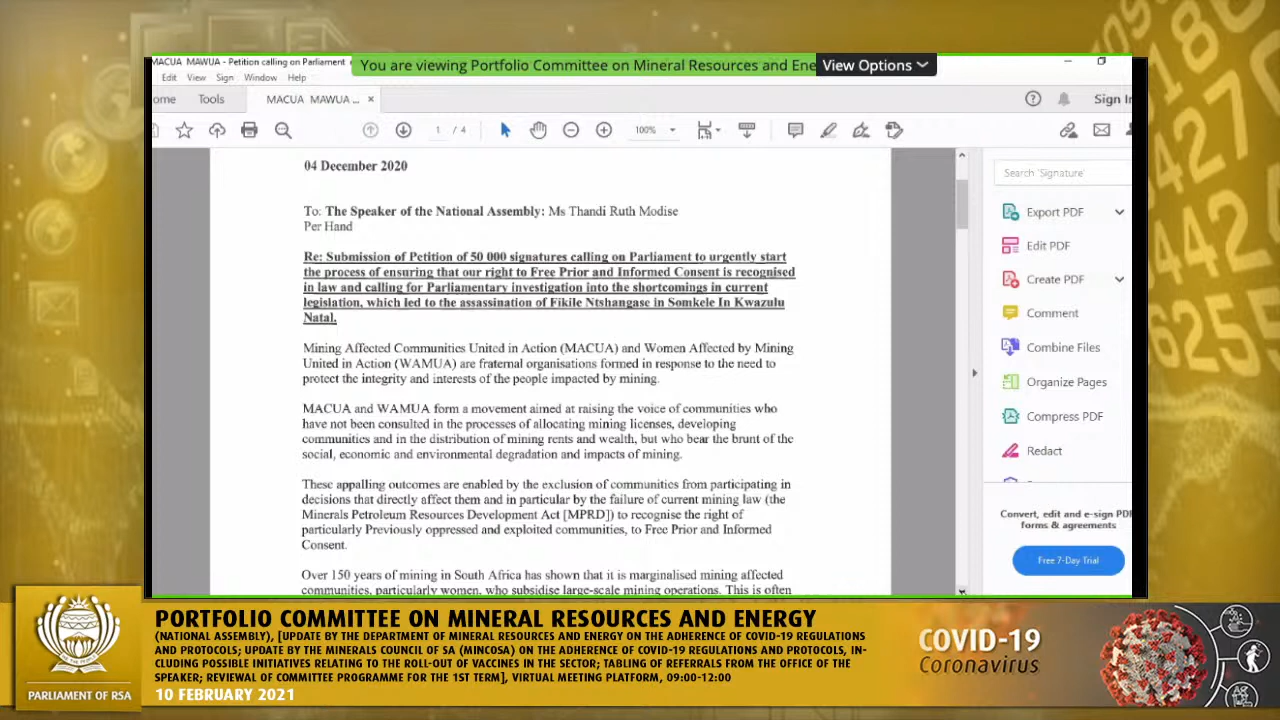 MACUA MAWUA - Petition calling on Parliament
You are viewing Portfolio Committee on Mineral Resources and Ene
View Options
Edit View Sign Window Help
ome Tools MACUA MAWUA ... × Sign In
1 / 4 100%
04 December 2020
To: The Speaker of the National Assembly: Ms Thandi Ruth Modise
Per Hand
Re: Submission of Petition of 50 000 signatures calling on Parliament to urgently start
the process of ensuring that our right to Free Prior and Informed Consent is recognised
in law and calling for Parliamentary investigation into the shortcomings in current
legislation, which led to the assassination of Fikile Ntshangase in Somkele In Kwazulu
Natal.
Mining Affected Communities United in Action (MACUA) and Women Affected by Mining
United in Action (WAMUA) are fraternal organisations formed in response to the need to
protect the integrity and interests of the people impacted by mining.
MACUA and WAMUA form a movement aimed at raising the voice of communities who
have not been consulted in the processes of allocating mining licenses, developing
communities and in the distribution of mining rents and wealth, but who bear the brunt of the
social, economic and environmental degradation and impacts of mining.
These appalling outcomes are enabled by the exclusion of communities from participating in
decisions that directly affect them and in particular by the failure of current mining law (the
Minerals Petroleum Resources Development Act [MPRD]) to recognise the right of
particularly Previously oppressed and exploited communities, to Free Prior and Informed
Consent.
Over 150 years of mining in South Africa has shown that it is marginalised mining affected
communities, particularly women, who subsidise large-scale mining operations. This is often
Search 'Signature'
Export PDF
Edit PDF
Create PDF
Comment
Combine Files
Organize Pages
Compress PDF
Redact
Convert, edit and e-sign PDF
forms & agreements
Free 7-Day Trial
PARLIAMENT OF RSA
PORTFOLIO COMMITTEE ON MINERAL RESOURCES AND ENERGY
(NATIONAL ASSEMBLY), [UPDATE BY THE DEPARTMENT OF MINERAL RESOURCES AND ENERGY ON THE ADHERENCE OF COVID-19 REGULATIONS
AND PROTOCOLS; UPDATE BY THE MINERALS COUNCIL OF SA (MINCOSA) ON THE ADHERENCE OF COVID-19 REGULATIONS AND PROTOCOLS, IN-
CLUDING POSSIBLE INITIATIVES RELATING TO THE ROLL-OUT OF VACCINES IN THE SECTOR; TABLING OF REFERRALS FROM THE OFFICE OF THE
SPEAKER; REVIEWAL OF COMMITTEE PROGRAMME FOR THE 1ST TERM], VIRTUAL MEETING PLATFORM, 09:00-12:00
10 FEBRUARY 2021
COVID-19
Coronavirus